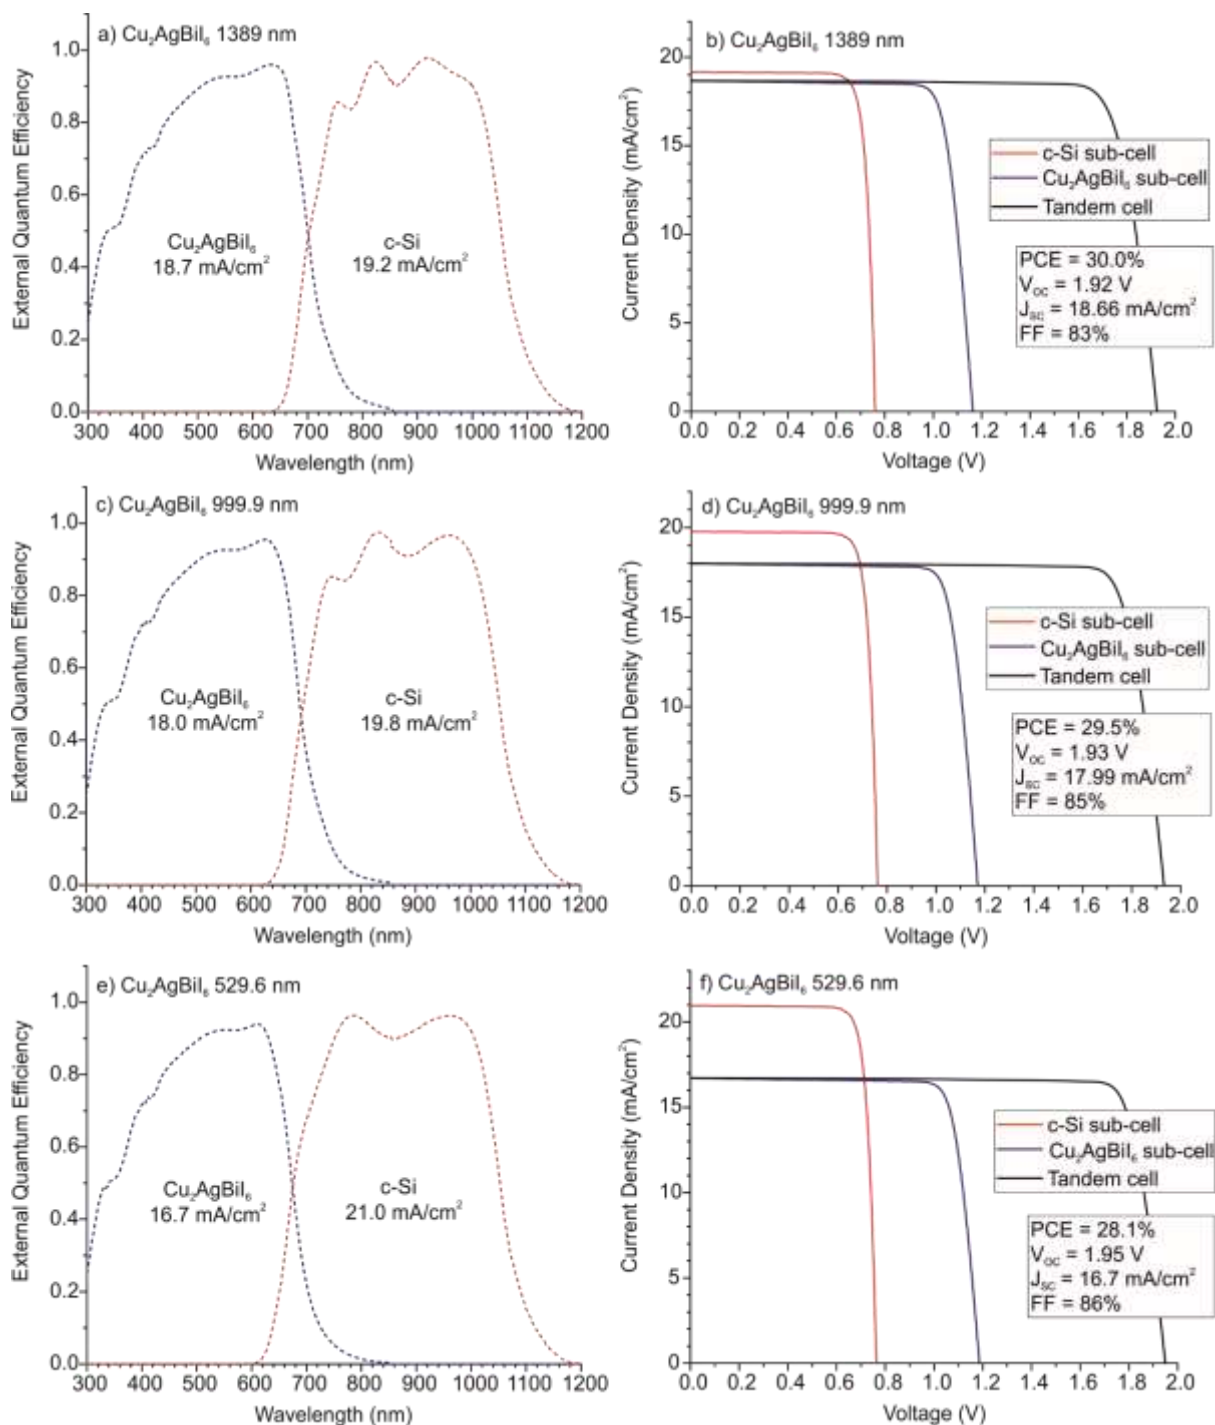 a) Cu₂AgBiI₆ 1389 nm
External Quantum Efficiency
1.0
0.8
0.6
0.4
0.2
0.0
Cu₂AgBiI₆
18.7 mA/cm²
c-Si
19.2 mA/cm²
300 400 500 600 700 800 900 1000 1100 1200
Wavelength (nm)
b) Cu₂AgBiI₆ 1389 nm
Current Density (mA/cm²)
20
15
10
5
0
c-Si sub-cell
Cu₂AgBiI₆ sub-cell
Tandem cell
PCE = 30.0%
V_OC = 1.92 V
J_SC = 18.66 mA/cm²
FF = 83%
0.0 0.2 0.4 0.6 0.8 1.0 1.2 1.4 1.6 1.8 2.0
Voltage (V)
c) Cu₂AgBiI₆ 999.9 nm
External Quantum Efficiency
1.0
0.8
0.6
0.4
0.2
0.0
Cu₂AgBiI₆
18.0 mA/cm²
c-Si
19.8 mA/cm²
300 400 500 600 700 800 900 1000 1100 1200
Wavelength (nm)
d) Cu₂AgBiI₆ 999.9 nm
Current Density (mA/cm²)
20
15
10
5
0
c-Si sub-cell
Cu₂AgBiI₆ sub-cell
Tandem cell
PCE = 29.5%
V_OC = 1.93 V
J_SC = 17.99 mA/cm²
FF = 85%
0.0 0.2 0.4 0.6 0.8 1.0 1.2 1.4 1.6 1.8 2.0
Voltage (V)
e) Cu₂AgBiI₆ 529.6 nm
External Quantum Efficiency
1.0
0.8
0.6
0.4
0.2
0.0
Cu₂AgBiI₆
16.7 mA/cm²
c-Si
21.0 mA/cm²
300 400 500 600 700 800 900 1000 1100 1200
Wavelength (nm)
f) Cu₂AgBiI₆ 529.6 nm
Current Density (mA/cm²)
20
15
10
5
0
c-Si sub-cell
Cu₂AgBiI₆ sub-cell
Tandem cell
PCE = 28.1%
V_OC = 1.95 V
J_SC = 16.7 mA/cm²
FF = 86%
0.0 0.2 0.4 0.6 0.8 1.0 1.2 1.4 1.6 1.8 2.0
Voltage (V)